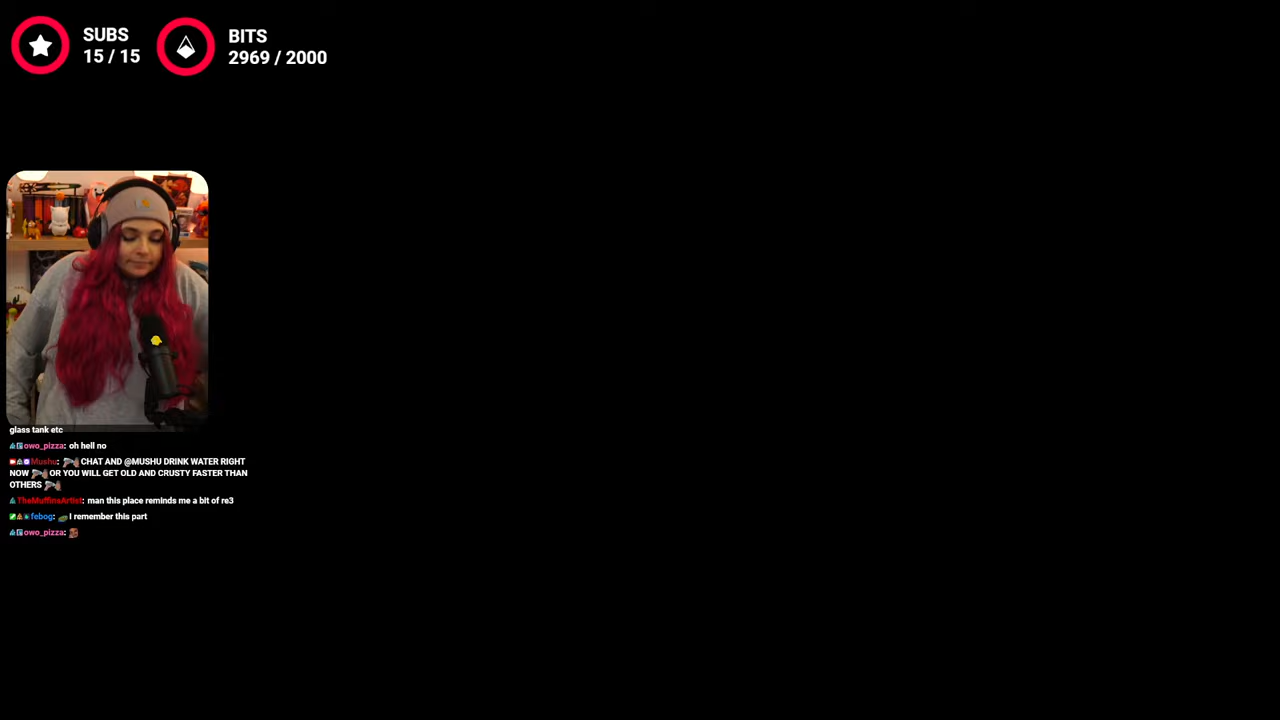 SUBS
15 / 15
BITS
2969 / 2000
glass tank etc
owo_pizza: oh hell no
Mushu: CHAT AND @MUSHU DRINK WATER RIGHT
NOW OR YOU WILL GET OLD AND CRUSTY FASTER THAN
OTHERS
TheMuffinsArtist: man this place reminds me a bit of re3
febog: I remember this part
owo_pizza: